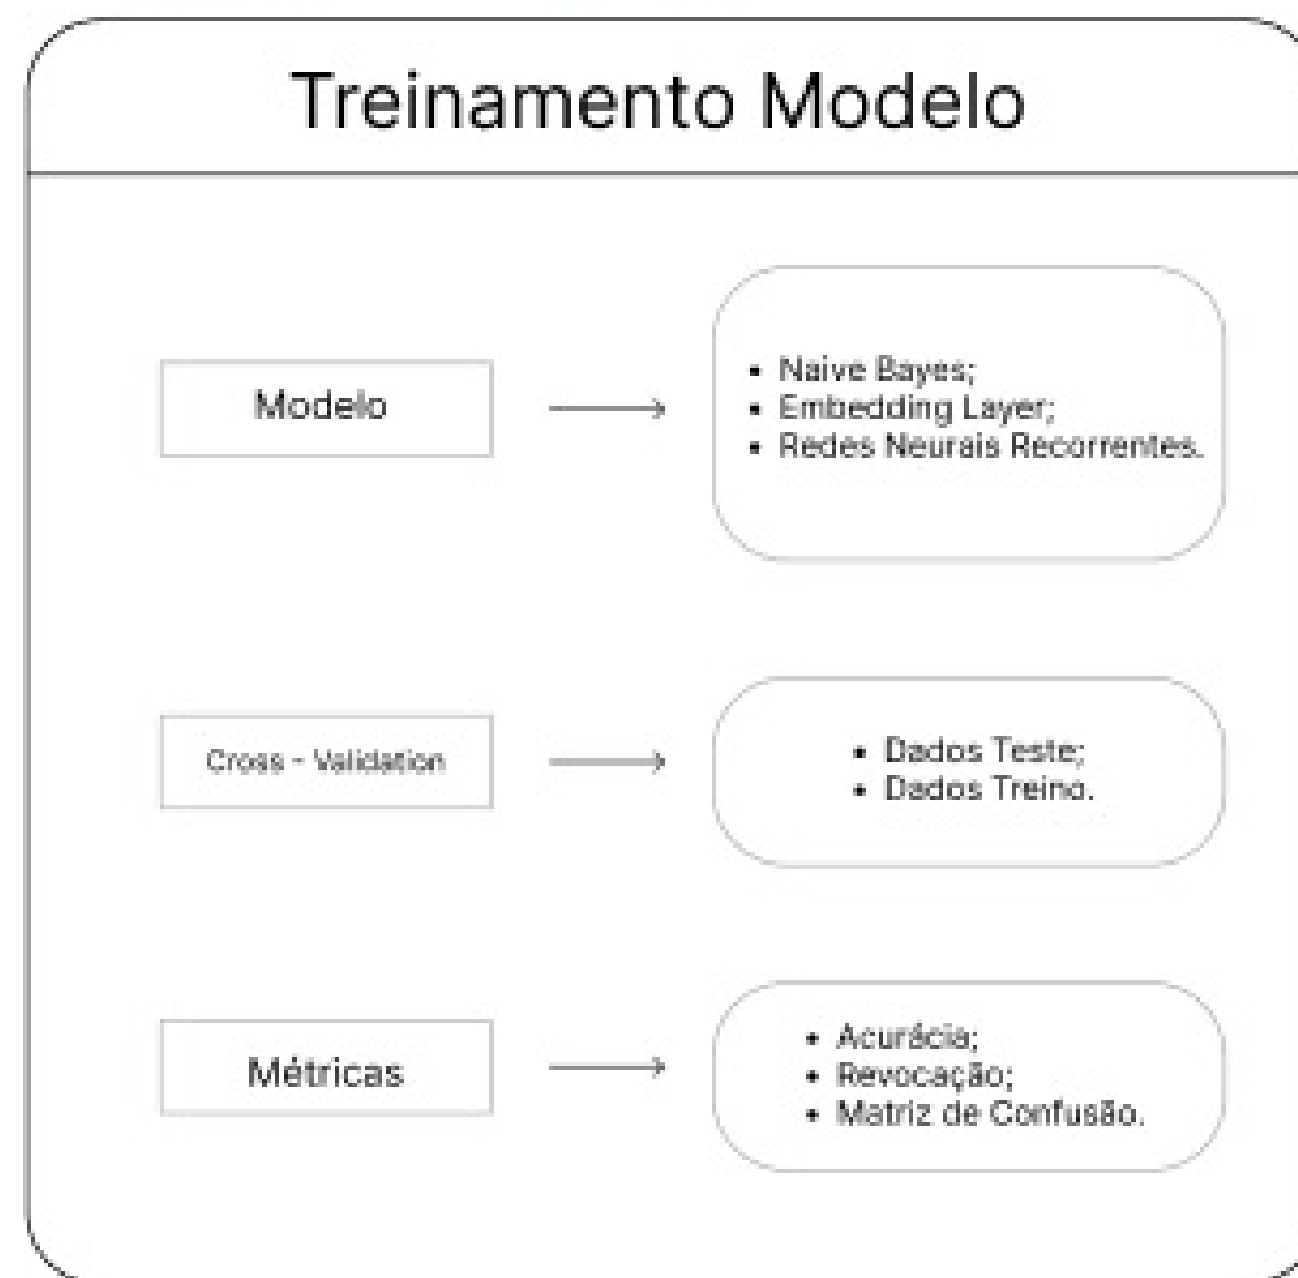 Treinamento Modelo
Modelo
• Naive Bayes;
• Embedding Layer;
• Redes Neurais Recorrentes.
Cross - Validation
• Dados Teste;
• Dados Treino.
Métricas
• Acurácia;
• Revocação;
• Matriz de Confusão.